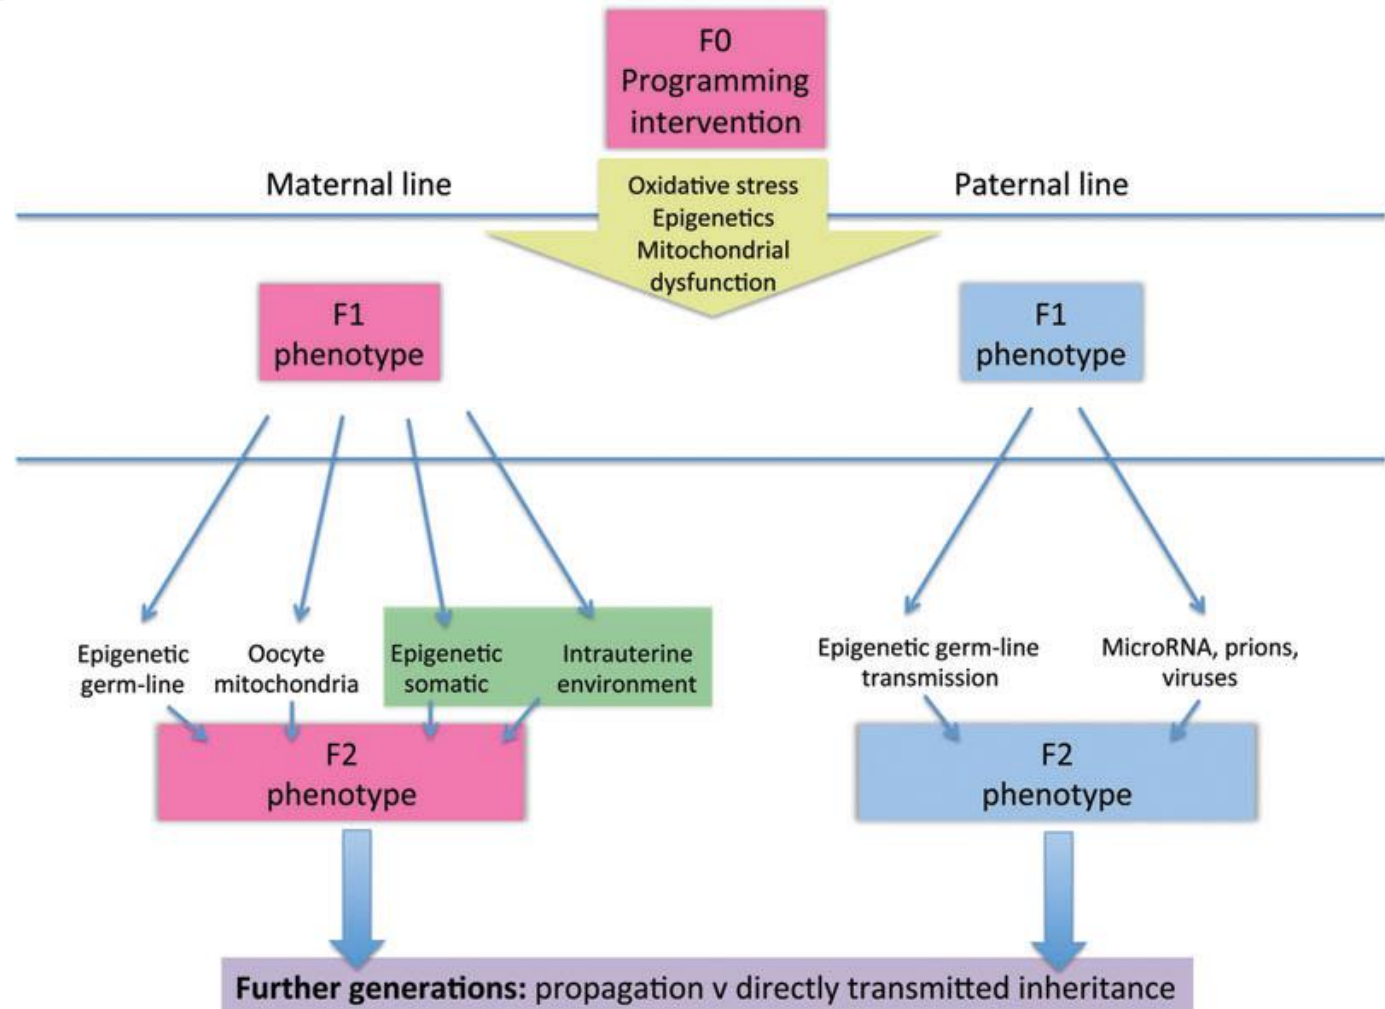 F0
Programming
intervention
Maternal line
Oxidative stress
Epigenetics
Mitochondrial
dysfunction
Paternal line
F1
phenotype
F1
phenotype
Epigenetic
germ-line
Oocyte
mitochondria
Epigenetic
somatic
Intrauterine
environment
Epigenetic germ-line
transmission
MicroRNA, prions,
viruses
F2
phenotype
F2
phenotype
Further generations: propagation v directly transmitted inheritance